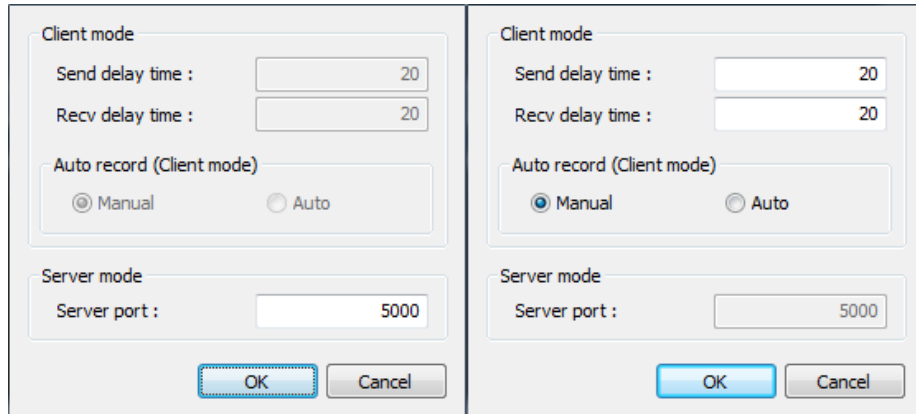 Client mode
Send delay time : 20
Recv delay time : 20
Auto record (Client mode)
Manual Auto
Server mode
Server port : 5000
OK Cancel
Client mode
Send delay time : 20
Recv delay time : 20
Auto record (Client mode)
Manual Auto
Server mode
Server port : 5000
OK Cancel